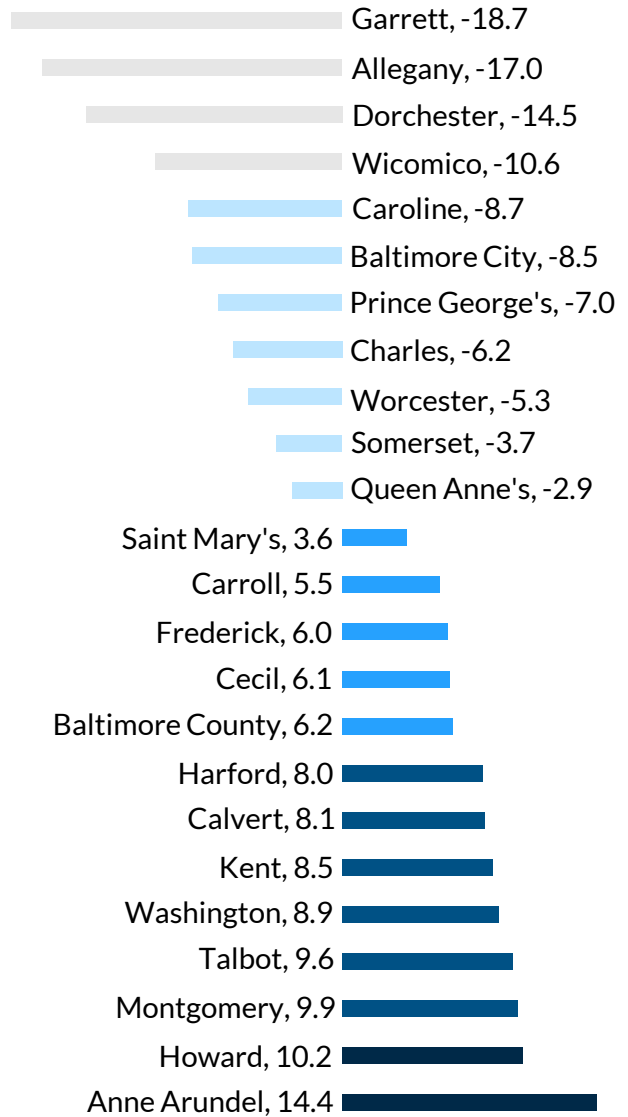 Garrett, -18.7
Allegany, -17.0
Dorchester, -14.5
Wicomico, -10.6
Caroline, -8.7
Baltimore City, -8.5
Prince George's, -7.0
Charles, -6.2
Worcester, -5.3
Somerset, -3.7
Queen Anne's, -2.9
Saint Mary's, 3.6
Carroll, 5.5
Frederick, 6.0
Cecil, 6.1
Baltimore County, 6.2
Harford, 8.0
Calvert, 8.1
Kent, 8.5
Washington, 8.9
Talbot, 9.6
Montgomery, 9.9
Howard, 10.2
Anne Arundel, 14.4